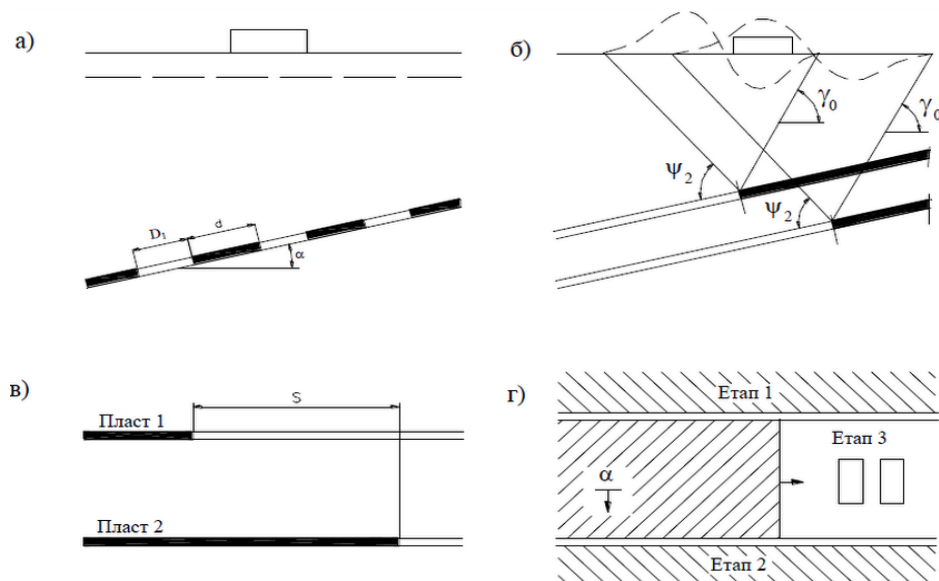 а)
D₁
d
α
б)
γ₀
γ₀
ψ₂
ψ₂
в)
S
Пласт 1
Пласт 2
г)
Етап 1
Етап 3
α
Етап 2